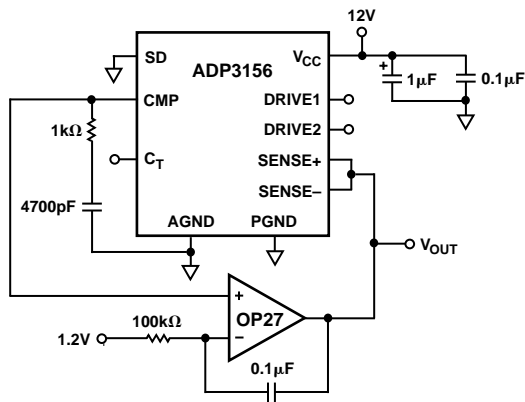 12V
SD
ADP3156
VCC
+
1µF
0.1µF
CMP
DRIVE1
1kΩ
DRIVE2
CT
SENSE+
SENSE–
4700pF
AGND
PGND
VOUT
+
OP27
–
100kΩ
1.2V
0.1µF